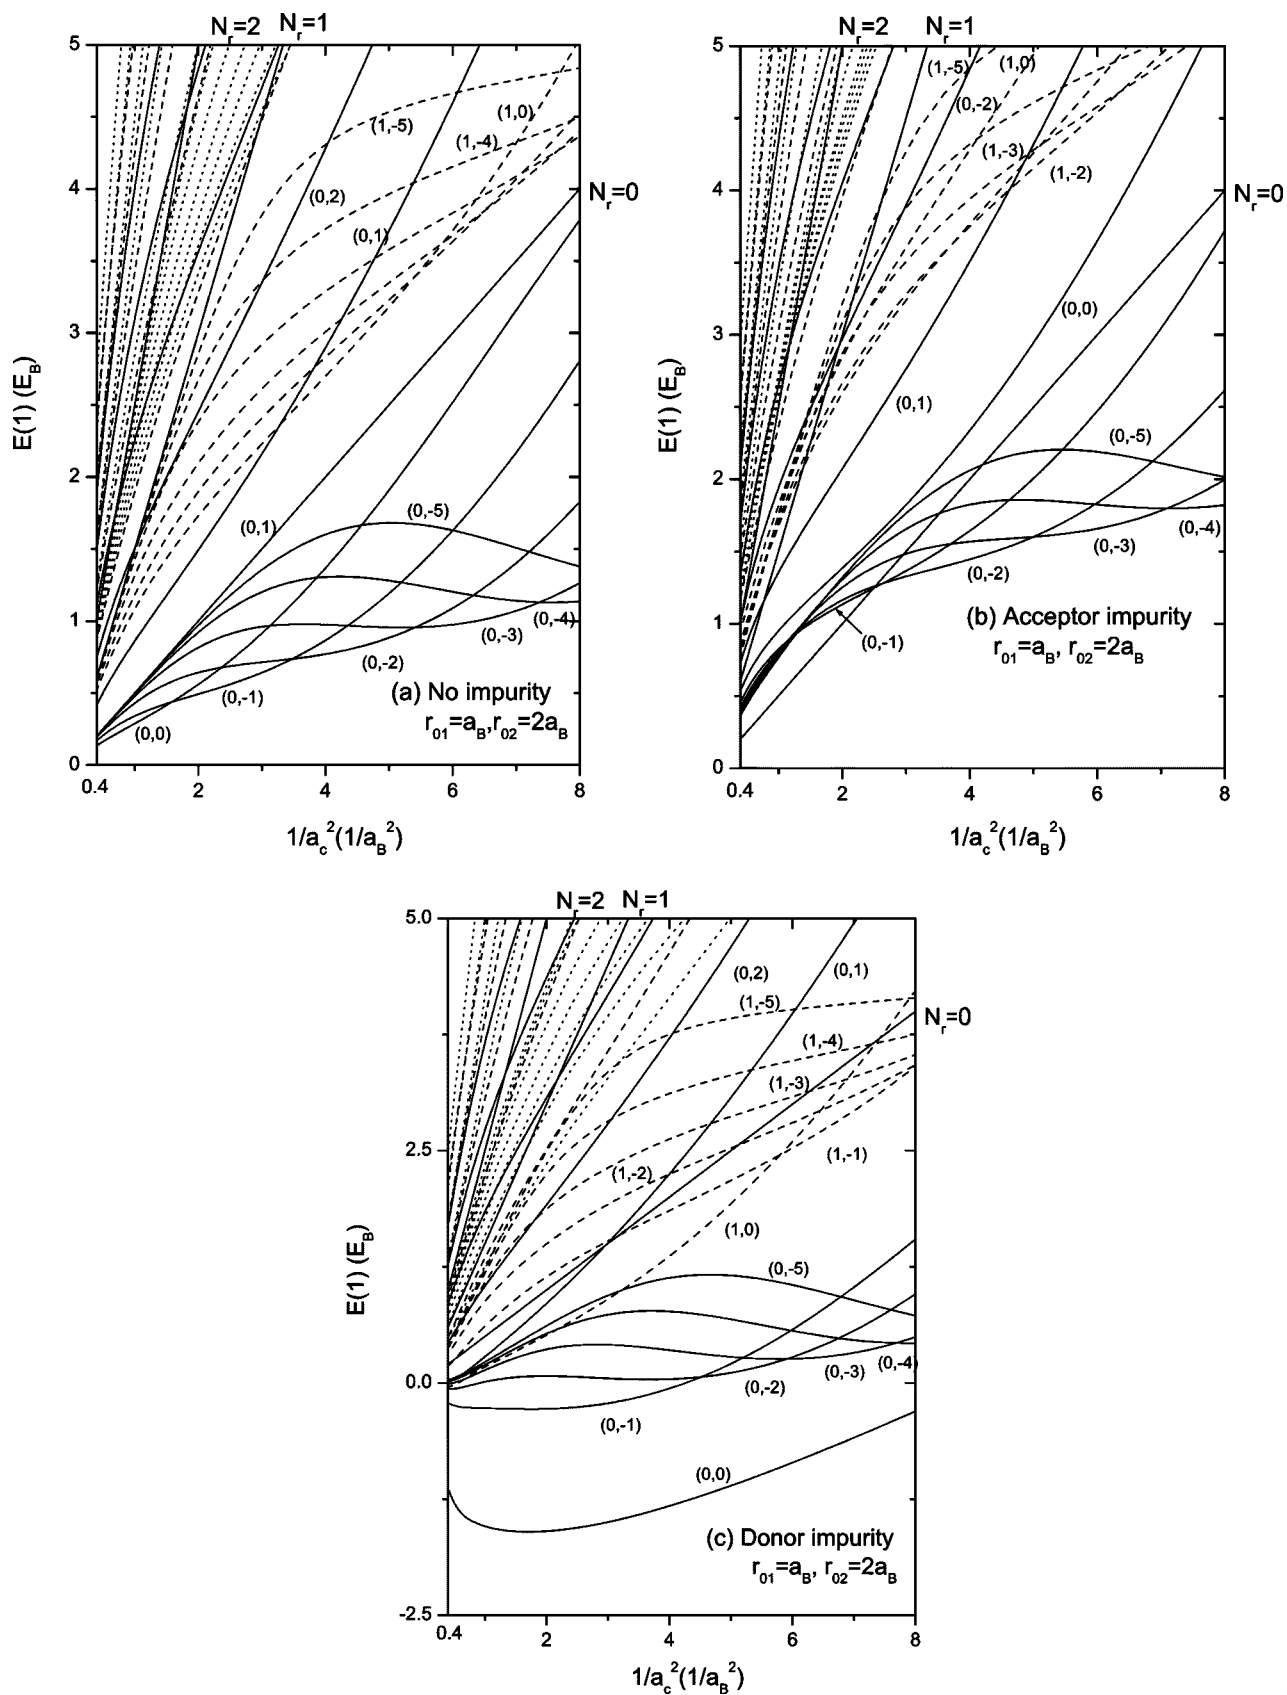 N_r=2 N_r=1
5
4
3
2
1
0
E(1) (E_B)
(1,-5)
(1,0)
(1,-4)
(0,2)
(0,1)
N_r=0
(0,1)
(0,-5)
(0,-4)
(0,-3)
(0,-2)
(0,-1)
(0,0)
(a) No impurity
r_01=a_B,r_02=2a_B
0.4 2 4 6 8
1/a_c^2(1/a_B^2)
N_r=2 N_r=1
5
4
3
2
1
0
E(1) (E_B)
(1,-5)
(1,0)
(0,-2)
(1,-3)
(1,-2)
N_r=0
(0,0)
(0,1)
(0,-5)
(0,-4)
(0,-3)
(0,-2)
(0,-1)
(b) Acceptor impurity
r_01=a_B, r_02=2a_B
0.4 2 4 6 8
1/a_c^2(1/a_B^2)
N_r=2 N_r=1
5.0
2.5
0.0
-2.5
E(1) (E_B)
(0,2)
(0,1)
(1,-5)
N_r=0
(1,-4)
(1,-3)
(1,-2)
(1,-1)
(1,0)
(0,-5)
(0,-4)
(0,-3)
(0,-2)
(0,-1)
(0,0)
(c) Donor impurity
r_01=a_B, r_02=2a_B
0.4 2 4 6 8
1/a_c^2(1/a_B^2)